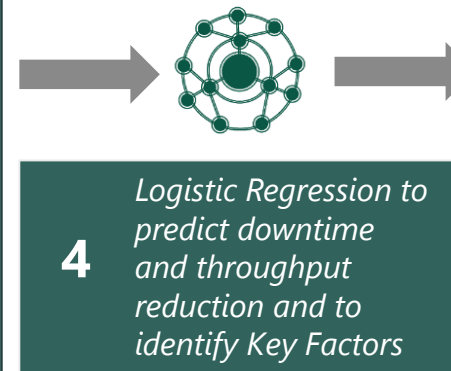 4
Logistic Regression to
predict downtime
and throughput
reduction and to
identify Key Factors